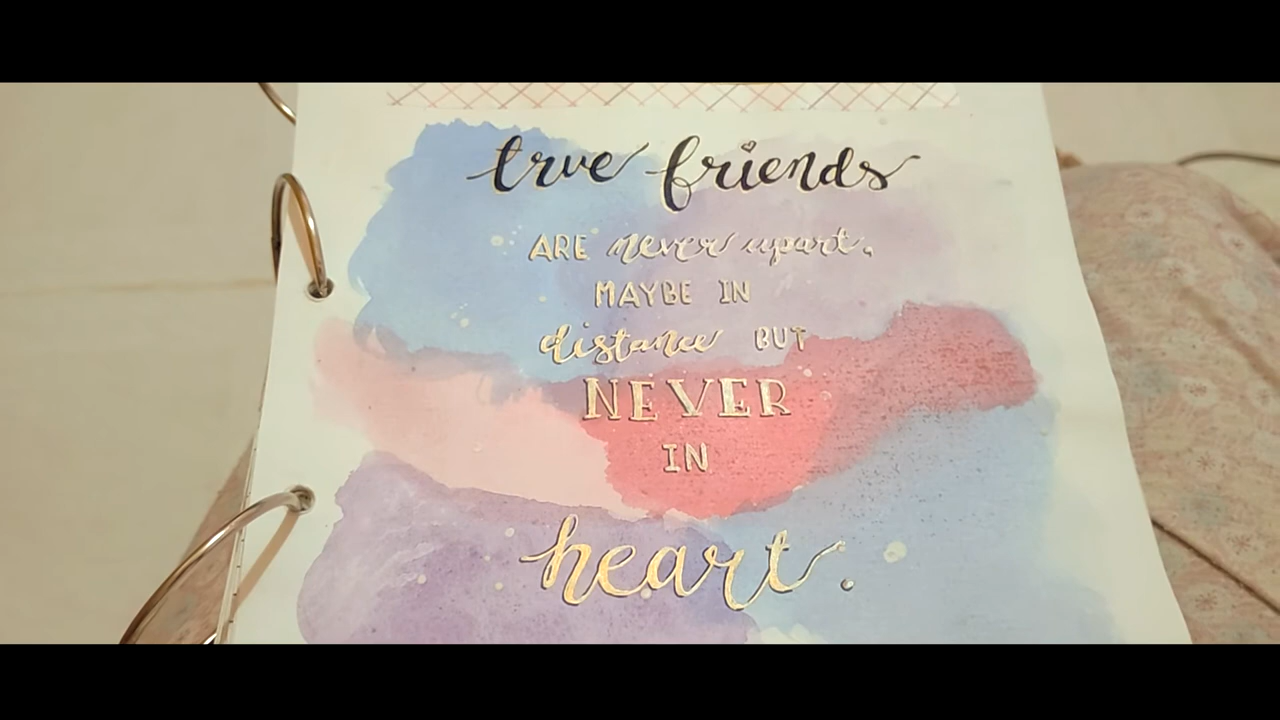 true friends
ARE never apart.
MAYBE IN
distance BUT
NEVER
IN
heart.